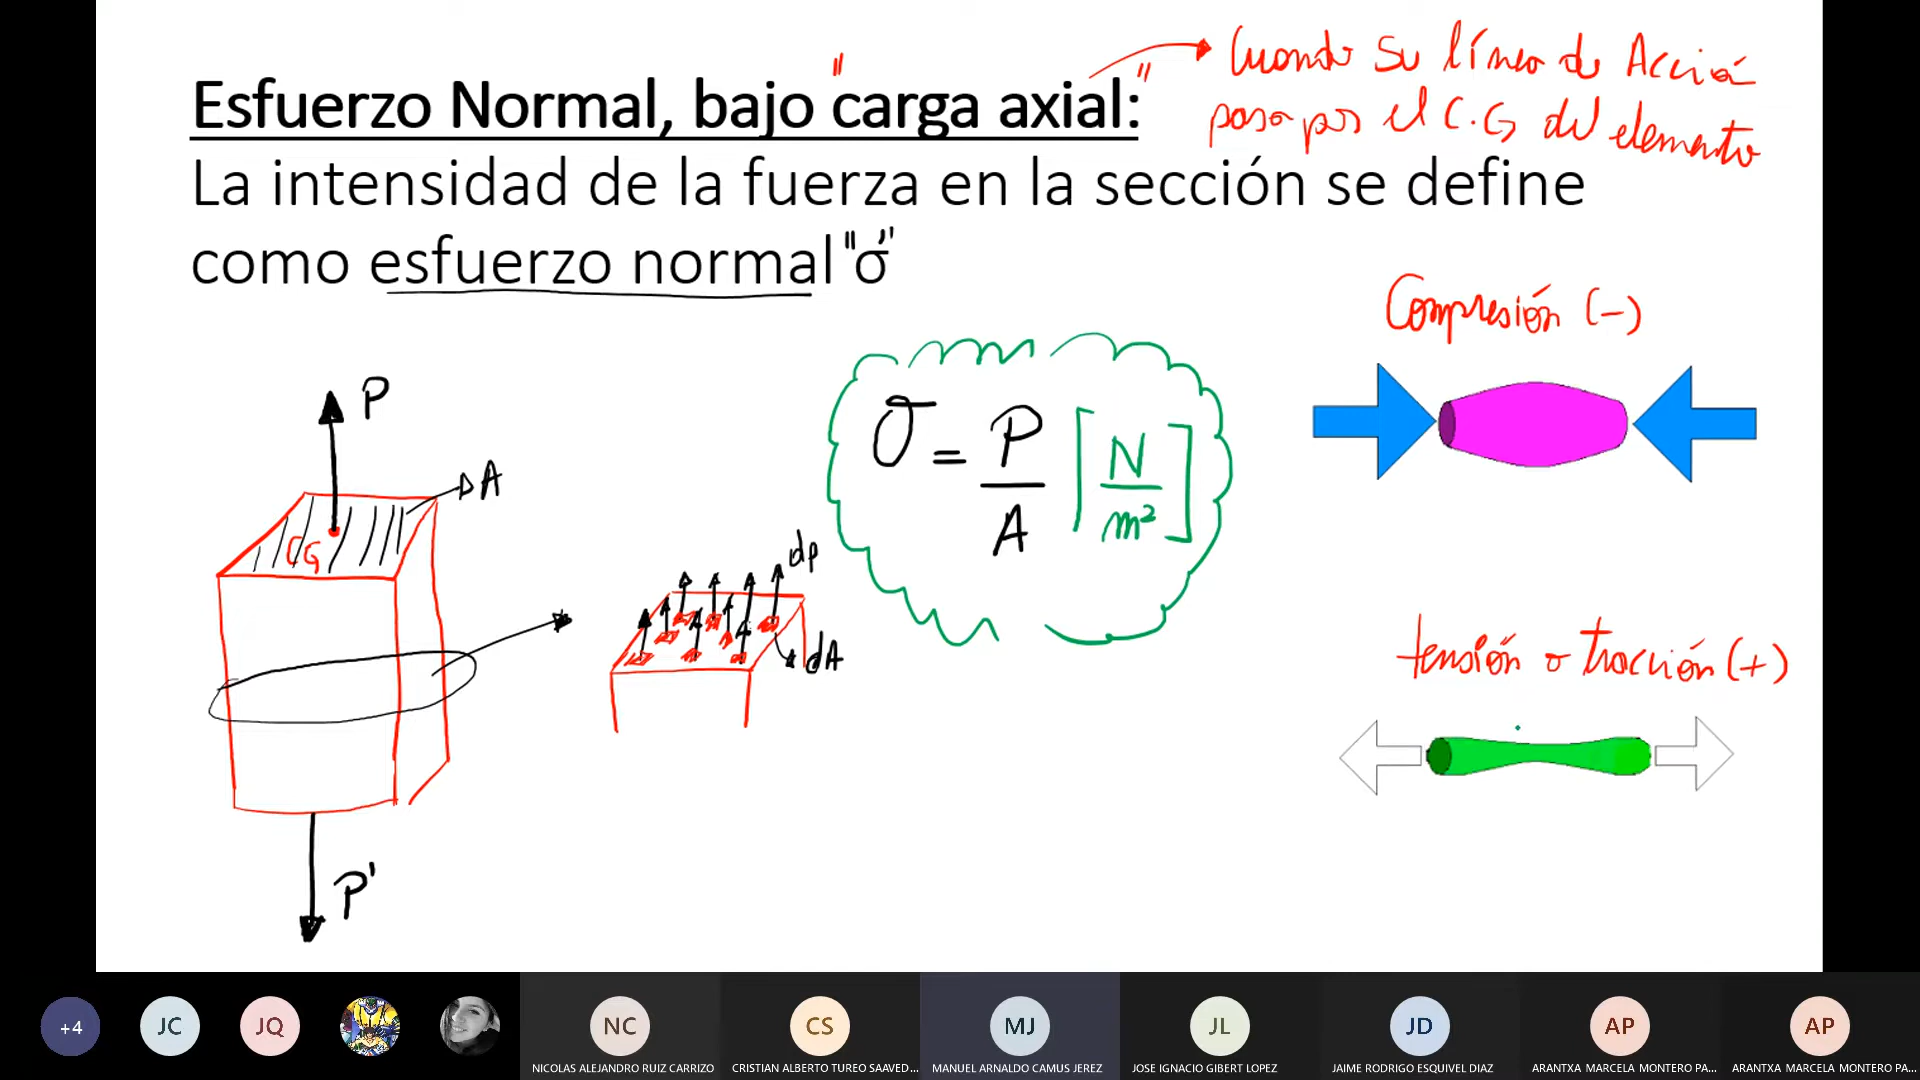 Esfuerzo Normal, bajo "carga axial:"
Cuando su línea de Acción
pasa por el C.G del elemento
La intensidad de la fuerza en la sección se define
como esfuerzo normal "σ"
Compresión (-)
P
A
CG
σ = P / A [N / m²]
dp
dA
tensión o tracción (+)
P'
+4
JC
JQ
NC
CS
MJ
JL
JD
AP
AP
NICOLAS ALEJANDRO RUIZ CARRIZO
CRISTIAN ALBERTO TUREO SAAVED...
MANUEL ARNALDO CAMUS JEREZ
JOSE IGNACIO GIBERT LOPEZ
JAIME RODRIGO ESQUIVEL DIAZ
ARANTXA MARCELA MONTERO PA...
ARANTXA MARCELA MONTERO PA...